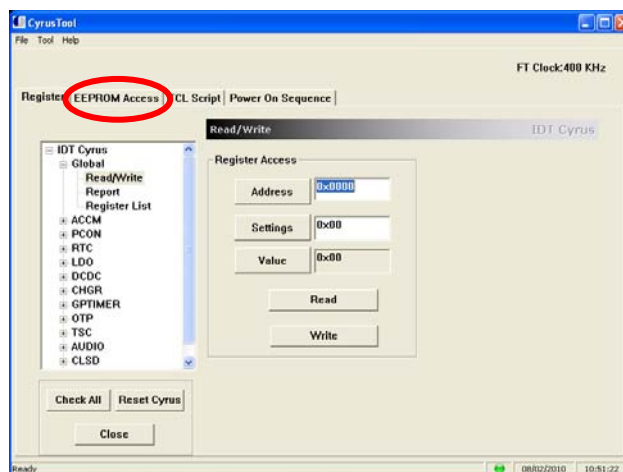 CyrusTool
File Tool Help
FT Clock:400 KHz
Register EEPROM Access TCL Script Power On Sequence
Read/Write IDT Cyrus
IDT Cyrus
Global
Read/Write
Report
Register List
ACCM
PCON
RTC
LDO
DCDC
CHGR
GPTIMER
OTP
TSC
AUDIO
CLSD
Register Access
Address 0x0000
Settings 0x00
Value 0x00
Read
Write
Check All Reset Cyrus
Close
Ready 08/02/2010 10:51:22